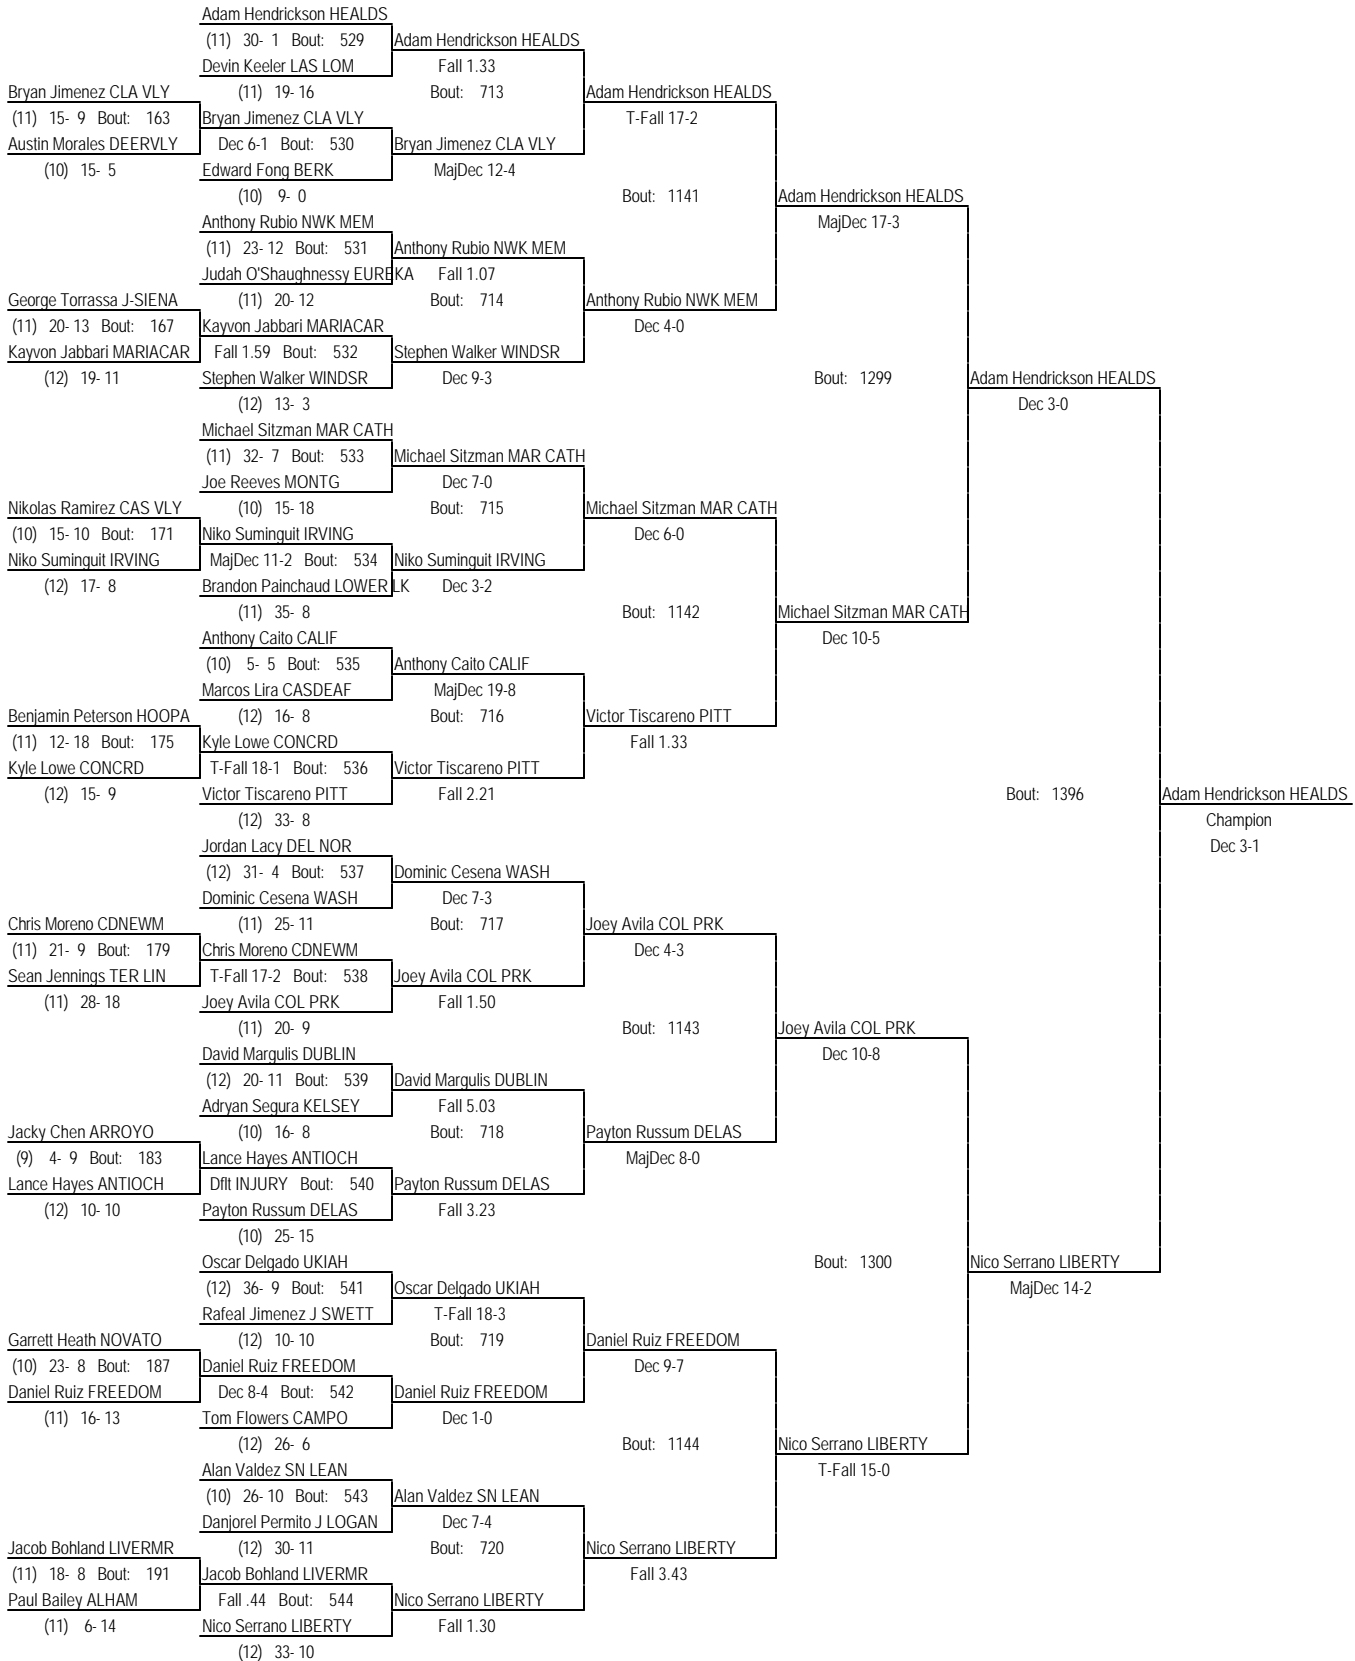 Adam Hendrickson HEALDS
(11) 30- 1 Bout: 529 Adam Hendrickson HEALDS
Devin Keeler LAS LOM Fall 1.33
Bryan Jimenez CLA VLY (11) 19- 16 Bout: 713 Adam Hendrickson HEALDS
(11) 15- 9 Bout: 163 Bryan Jimenez CLA VLY T-Fall 17-2
Austin Morales DEERVLY Dec 6-1 Bout: 530 Bryan Jimenez CLA VLY
(10) 15- 5 Edward Fong BERK MajDec 12-4
(10) 9- 0 Bout: 1141 Adam Hendrickson HEALDS
Anthony Rubio NWK MEM MajDec 17-3
(11) 23- 12 Bout: 531 Anthony Rubio NWK MEM
Judah O'Shaughnessy EUREKA Fall 1.07
George Torrassa J-SIENA (11) 20- 12 Bout: 714 Anthony Rubio NWK MEM
(11) 20- 13 Bout: 167 Kayvon Jabbari MARIACAR Dec 4-0
Kayvon Jabbari MARIACAR Fall 1.59 Bout: 532 Stephen Walker WINDSR
(12) 19- 11 Stephen Walker WINDSR Dec 9-3 Bout: 1299 Adam Hendrickson HEALDS
(12) 13- 3 Dec 3-0
Michael Sitzman MAR CATH
(11) 32- 7 Bout: 533 Michael Sitzman MAR CATH
Joe Reeves MONTG Dec 7-0
Nikolas Ramirez CAS VLY (10) 15- 18 Bout: 715 Michael Sitzman MAR CATH
(10) 15- 10 Bout: 171 Niko Suminguit IRVING Dec 6-0
Niko Suminguit IRVING MajDec 11-2 Bout: 534 Niko Suminguit IRVING
(12) 17- 8 Brandon Painchaud LOWER LK Dec 3-2
(11) 35- 8 Bout: 1142 Michael Sitzman MAR CATH
Anthony Caito CALIF Dec 10-5
(10) 5- 5 Bout: 535 Anthony Caito CALIF
Marcos Lira CASDEAF MajDec 19-8
Benjamin Peterson HOOPA (12) 16- 8 Bout: 716 Victor Tiscareno PITT
(11) 12- 18 Bout: 175 Kyle Lowe CONCRD Fall 1.33
Kyle Lowe CONCRD T-Fall 18-1 Bout: 536 Victor Tiscareno PITT
(12) 15- 9 Victor Tiscareno PITT Fall 2.21 Bout: 1396 Adam Hendrickson HEALDS
(12) 33- 8 Champion
Jordan Lacy DEL NOR Dec 3-1
(12) 31- 4 Bout: 537 Dominic Cesena WASH
Dominic Cesena WASH Dec 7-3
Chris Moreno CDNEWM (11) 25- 11 Bout: 717 Joey Avila COL PRK
(11) 21- 9 Bout: 179 Chris Moreno CDNEWM Dec 4-3
Sean Jennings TER LIN T-Fall 17-2 Bout: 538 Joey Avila COL PRK
(11) 28- 18 Joey Avila COL PRK Fall 1.50
(11) 20- 9 Bout: 1143 Joey Avila COL PRK
David Margulis DUBLIN Dec 10-8
(12) 20- 11 Bout: 539 David Margulis DUBLIN
Adryan Segura KELSEY Fall 5.03
Jacky Chen ARROYO (10) 16- 8 Bout: 718 Payton Russum DELAS
(9) 4- 9 Bout: 183 Lance Hayes ANTIOCH MajDec 8-0
Lance Hayes ANTIOCH Dflt INJURY Bout: 540 Payton Russum DELAS
(12) 10- 10 Payton Russum DELAS Fall 3.23
(10) 25- 15
Oscar Delgado UKIAH Bout: 1300 Nico Serrano LIBERTY
(12) 36- 9 Bout: 541 Oscar Delgado UKIAH MajDec 14-2
Rafeal Jimenez J SWETT T-Fall 18-3
Garrett Heath NOVATO (12) 10- 10 Bout: 719 Daniel Ruiz FREEDOM
(10) 23- 8 Bout: 187 Daniel Ruiz FREEDOM Dec 9-7
Daniel Ruiz FREEDOM Dec 8-4 Bout: 542 Daniel Ruiz FREEDOM
(11) 16- 13 Tom Flowers CAMPO Dec 1-0
(12) 26- 6 Bout: 1144 Nico Serrano LIBERTY
Alan Valdez SN LEAN T-Fall 15-0
(10) 26- 10 Bout: 543 Alan Valdez SN LEAN
Danjorel Permito J LOGAN Dec 7-4
Jacob Bohland LIVERMR (12) 30- 11 Bout: 720 Nico Serrano LIBERTY
(11) 18- 8 Bout: 191 Jacob Bohland LIVERMR Fall 3.43
Paul Bailey ALHAM Fall .44 Bout: 544 Nico Serrano LIBERTY
(11) 6- 14 Nico Serrano LIBERTY Fall 1.30
(12) 33- 10